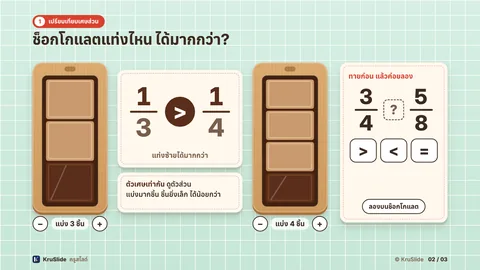 1 เปรียบเทียบเศษส่วน
ช็อกโกแลตแท่งไหน ได้มากกว่า?
− แบ่ง 3 ชิ้น +
1/3 > 1/4
แท่งซ้ายได้มากกว่า
ตัวเศษเท่ากัน ดูตัวส่วน
แบ่งมากชิ้น ชิ้นยิ่งเล็ก ได้น้อยกว่า
− แบ่ง 4 ชิ้น +
ทายก่อน แล้วค่อยลอง
3/4 ? 5/8
> < =
ลองบนช็อกโกแลต
KruSlide ครูสไลด์
© KruSlide 02 / 03